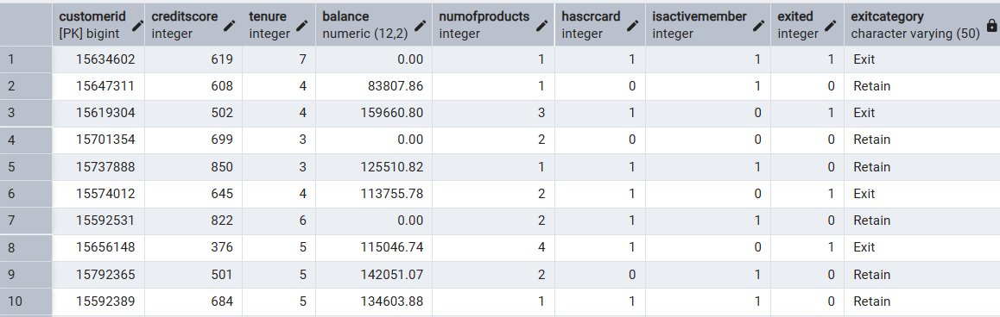 customerid creditscore tenure balance numofproducts hascrcard isactivemember exited exitcategory
[PK] bigint integer integer numeric (12,2) integer integer integer integer character varying (50)
1 15634602 619 7 0.00 1 1 1 1 Exit
2 15647311 608 4 83807.86 1 0 1 0 Retain
3 15619304 502 4 159660.80 3 1 0 1 Exit
4 15701354 699 3 0.00 2 0 0 0 Retain
5 15737888 850 3 125510.82 1 1 1 0 Retain
6 15574012 645 4 113755.78 2 1 0 1 Exit
7 15592531 822 6 0.00 2 1 1 0 Retain
8 15656148 376 5 115046.74 4 1 0 1 Exit
9 15792365 501 5 142051.07 2 0 1 0 Retain
10 15592389 684 5 134603.88 1 1 1 0 Retain